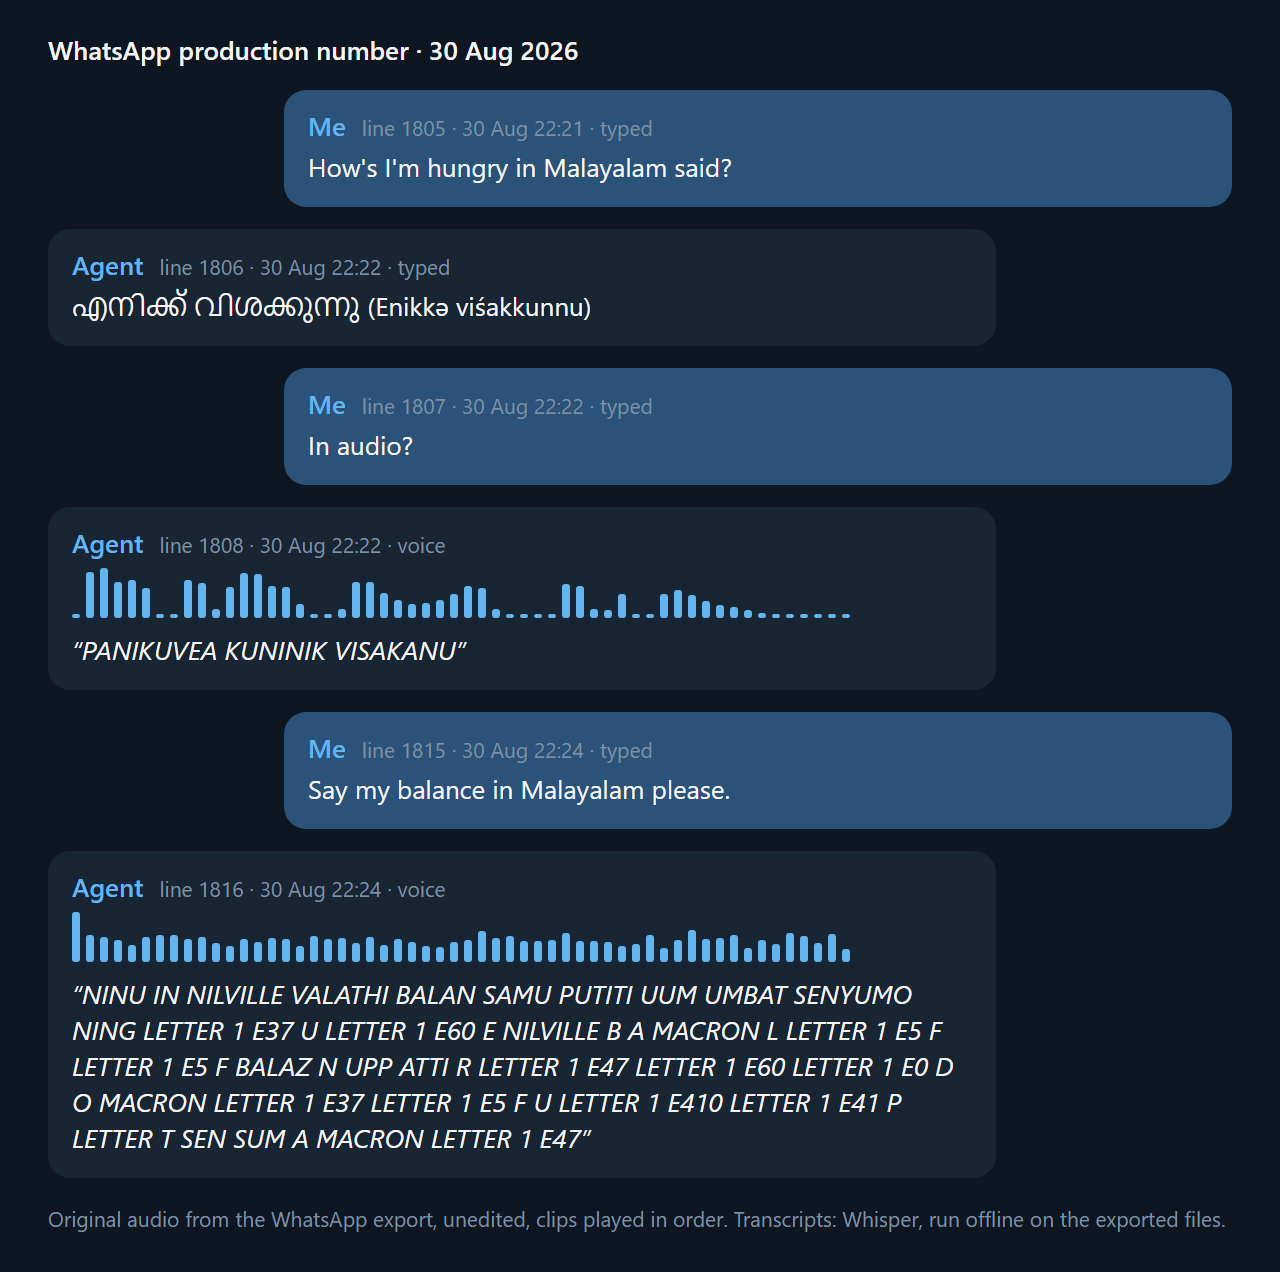 WhatsApp production number · 30 Aug 2026
Me line 1805 · 30 Aug 22:21 · typed
How's I'm hungry in Malayalam said?
Agent line 1806 · 30 Aug 22:22 · typed
എനിക്ക് വിശക്കുന്നു (Enikkə viśakkunnu)
Me line 1807 · 30 Aug 22:22 · typed
In audio?
Agent line 1808 · 30 Aug 22:22 · voice
“PANIKUVEA KUNINIK VISAKANU”
Me line 1815 · 30 Aug 22:24 · typed
Say my balance in Malayalam please.
Agent line 1816 · 30 Aug 22:24 · voice
“NINU IN NILVILLE VALATHI BALAN SAMU PUTITI UUM UMBAT SENYUMO
NING LETTER 1 E37 U LETTER 1 E60 E NILVILLE B A MACRON L LETTER 1 E5 F
LETTER 1 E5 F BALAZ N UPP ATTI R LETTER 1 E47 LETTER 1 E60 LETTER 1 E0 D
O MACRON LETTER 1 E37 LETTER 1 E5 F U LETTER 1 E410 LETTER 1 E41 P
LETTER T SEN SUM A MACRON LETTER 1 E47”
Original audio from the WhatsApp export, unedited, clips played in order. Transcripts: Whisper, run offline on the exported files.